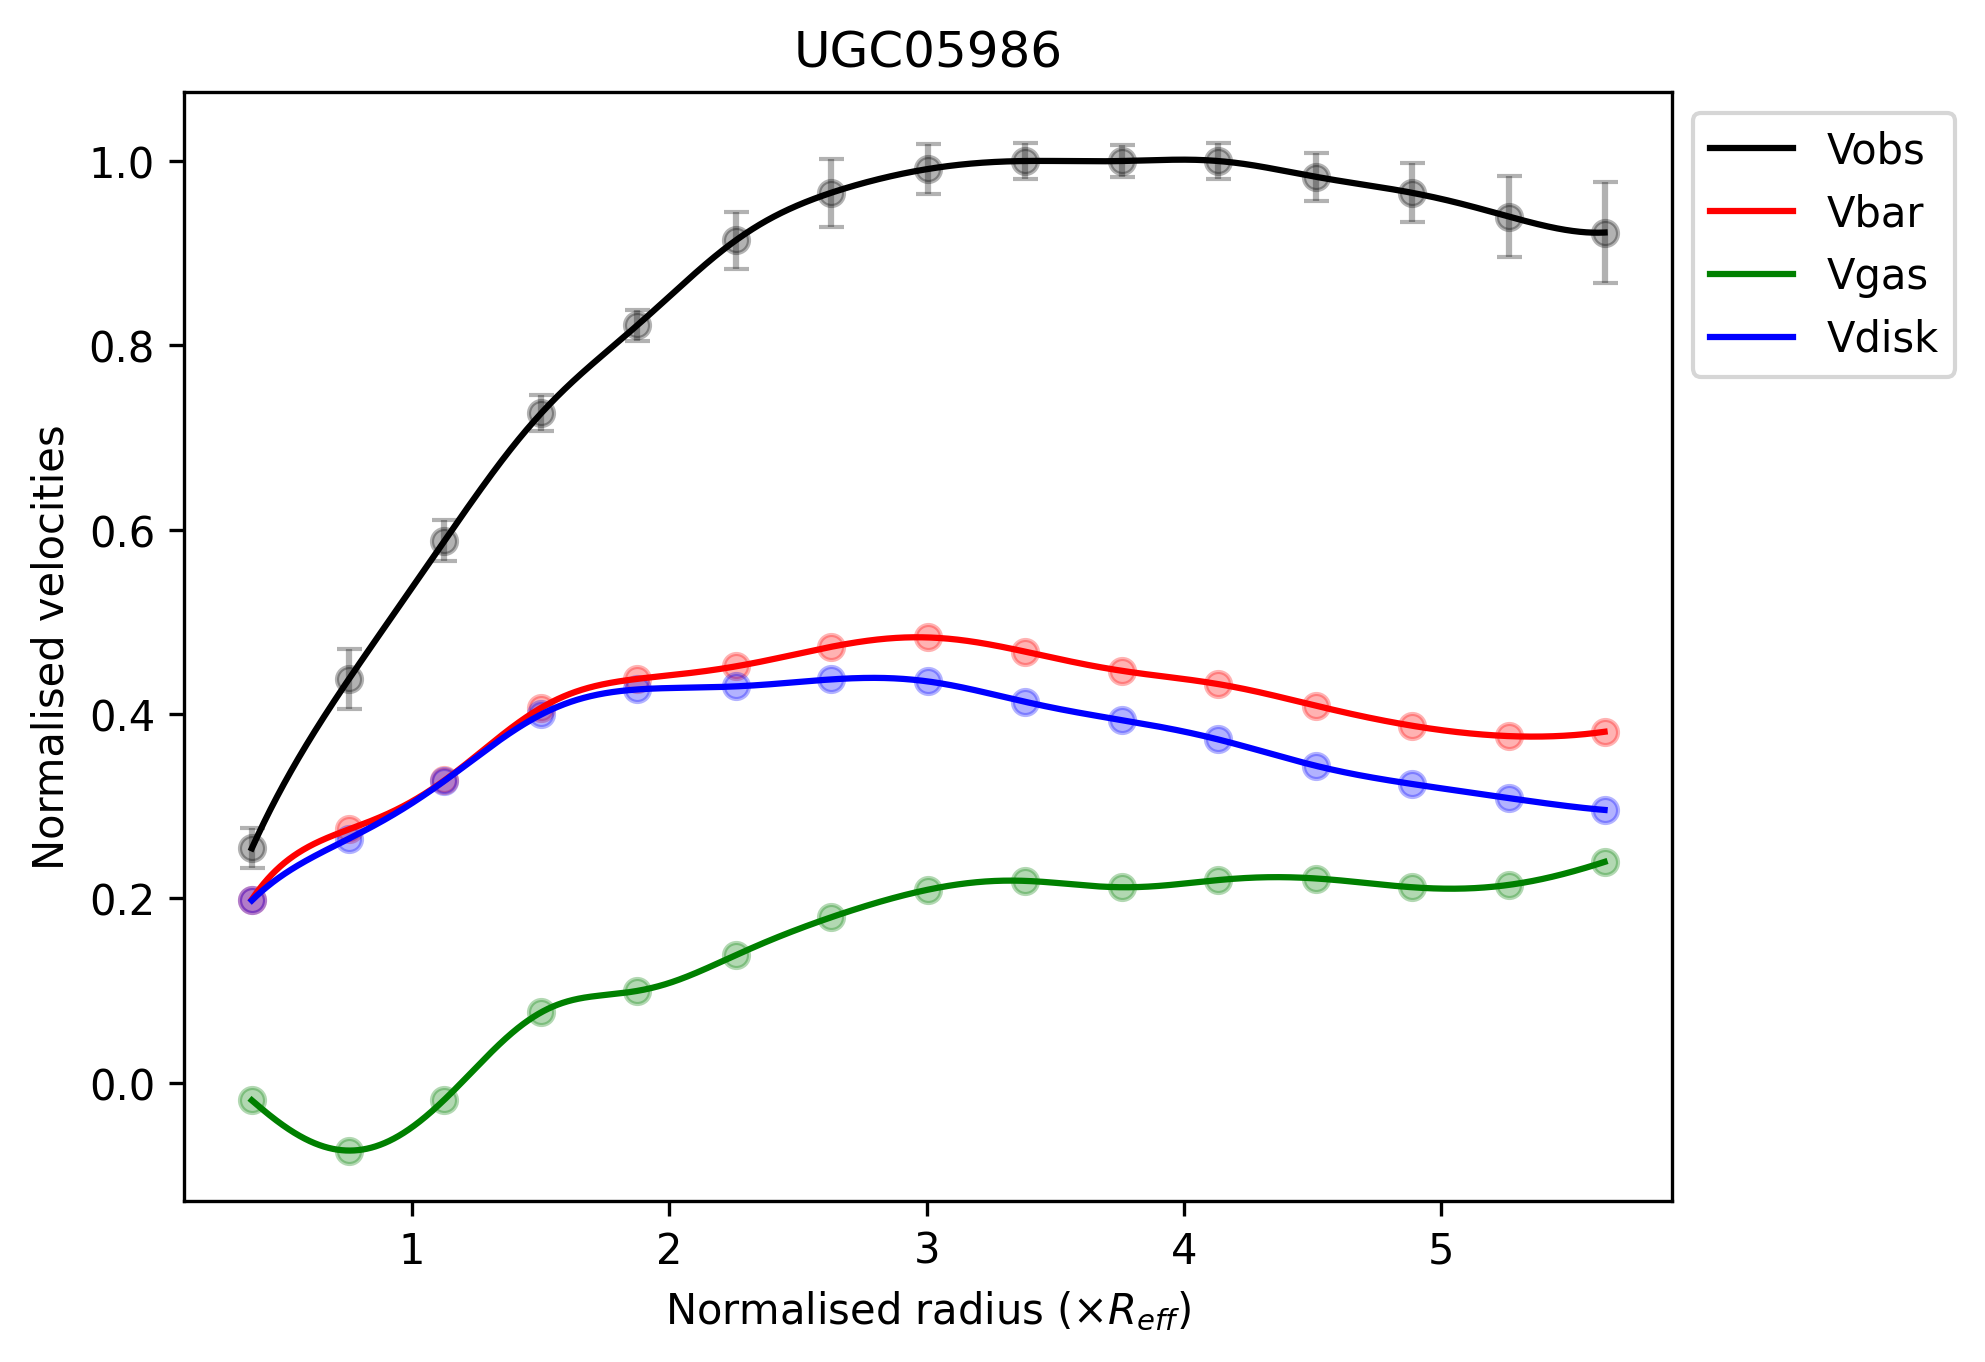 UGC05986
Normalised velocities
1.0
0.8
0.6
0.4
0.2
0.0
1 2 3 4 5
Normalised radius (×R_eff)
Vobs
Vbar
Vgas
Vdisk